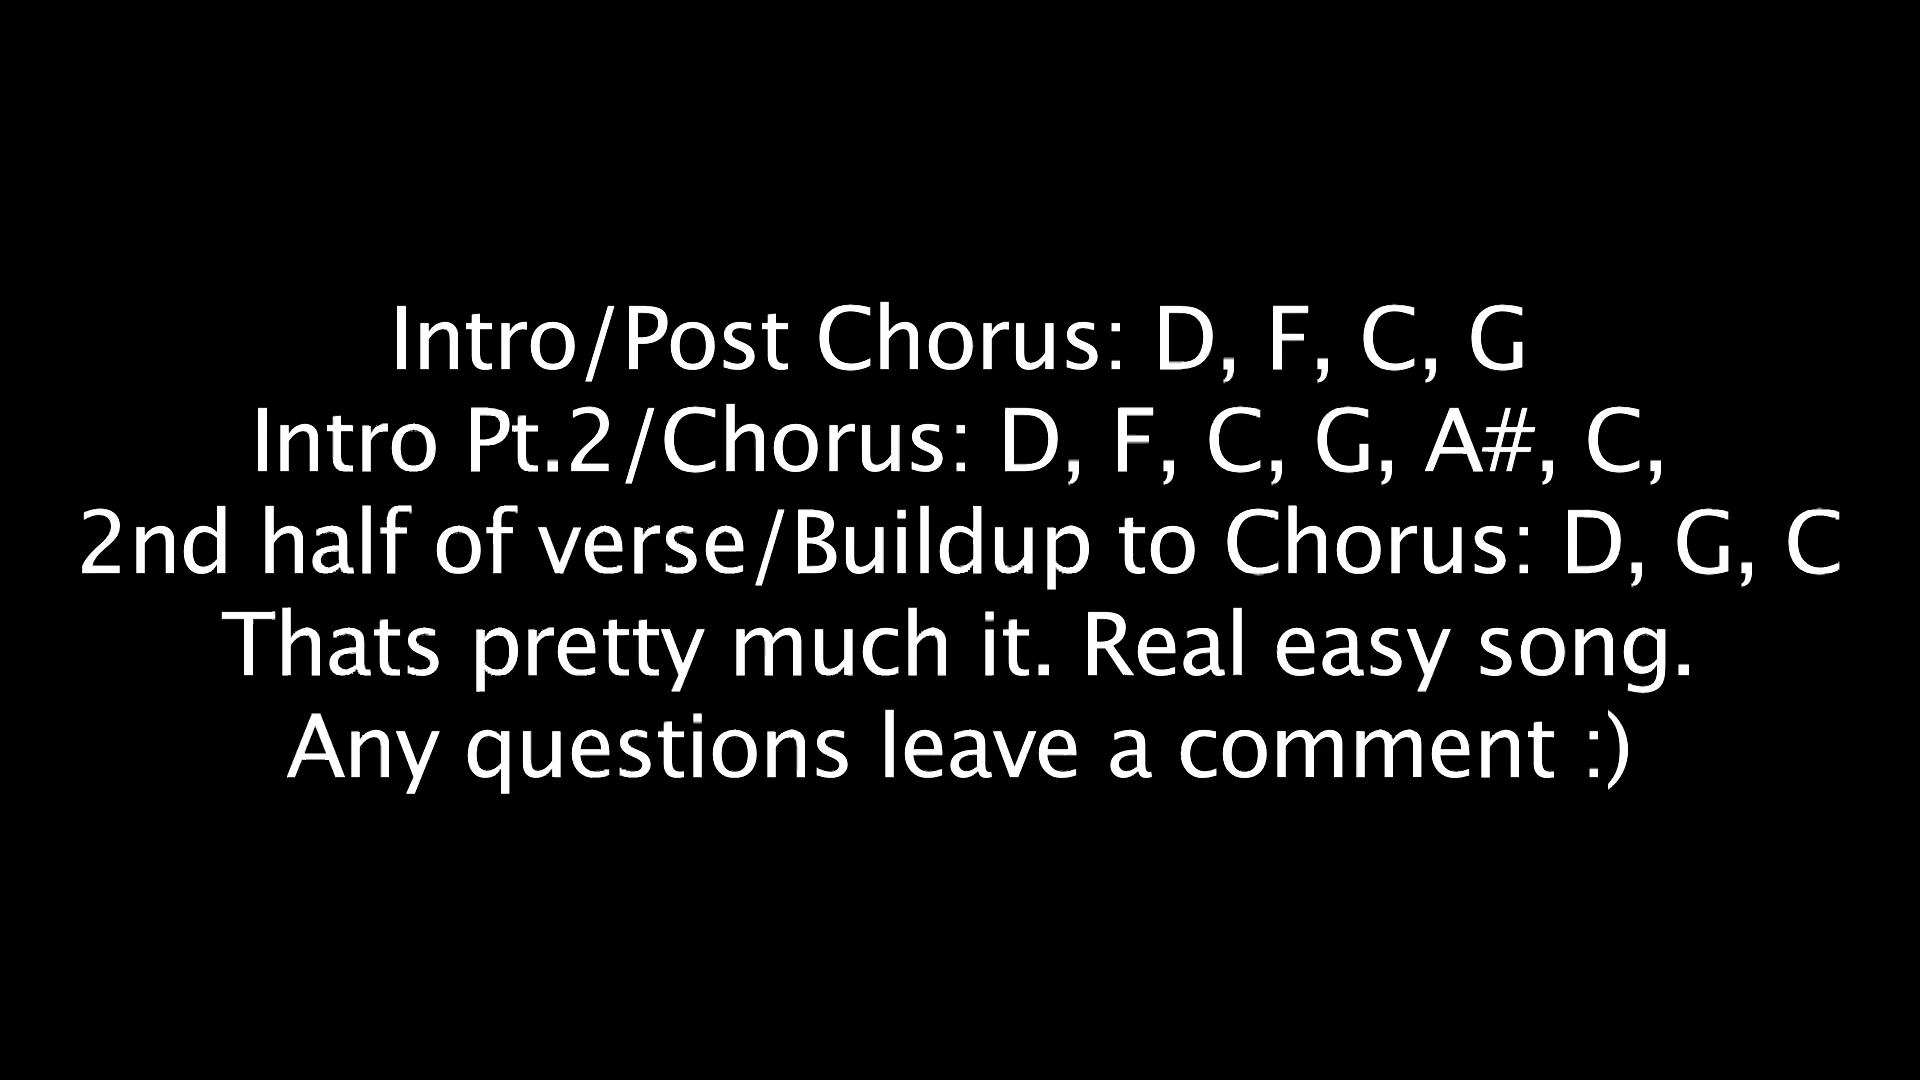 Intro/Post Chorus: D, F, C, G
Intro Pt.2/Chorus: D, F, C, G, A#, C,
2nd half of verse/Buildup to Chorus: D, G, C
Thats pretty much it. Real easy song.
Any questions leave a comment :)